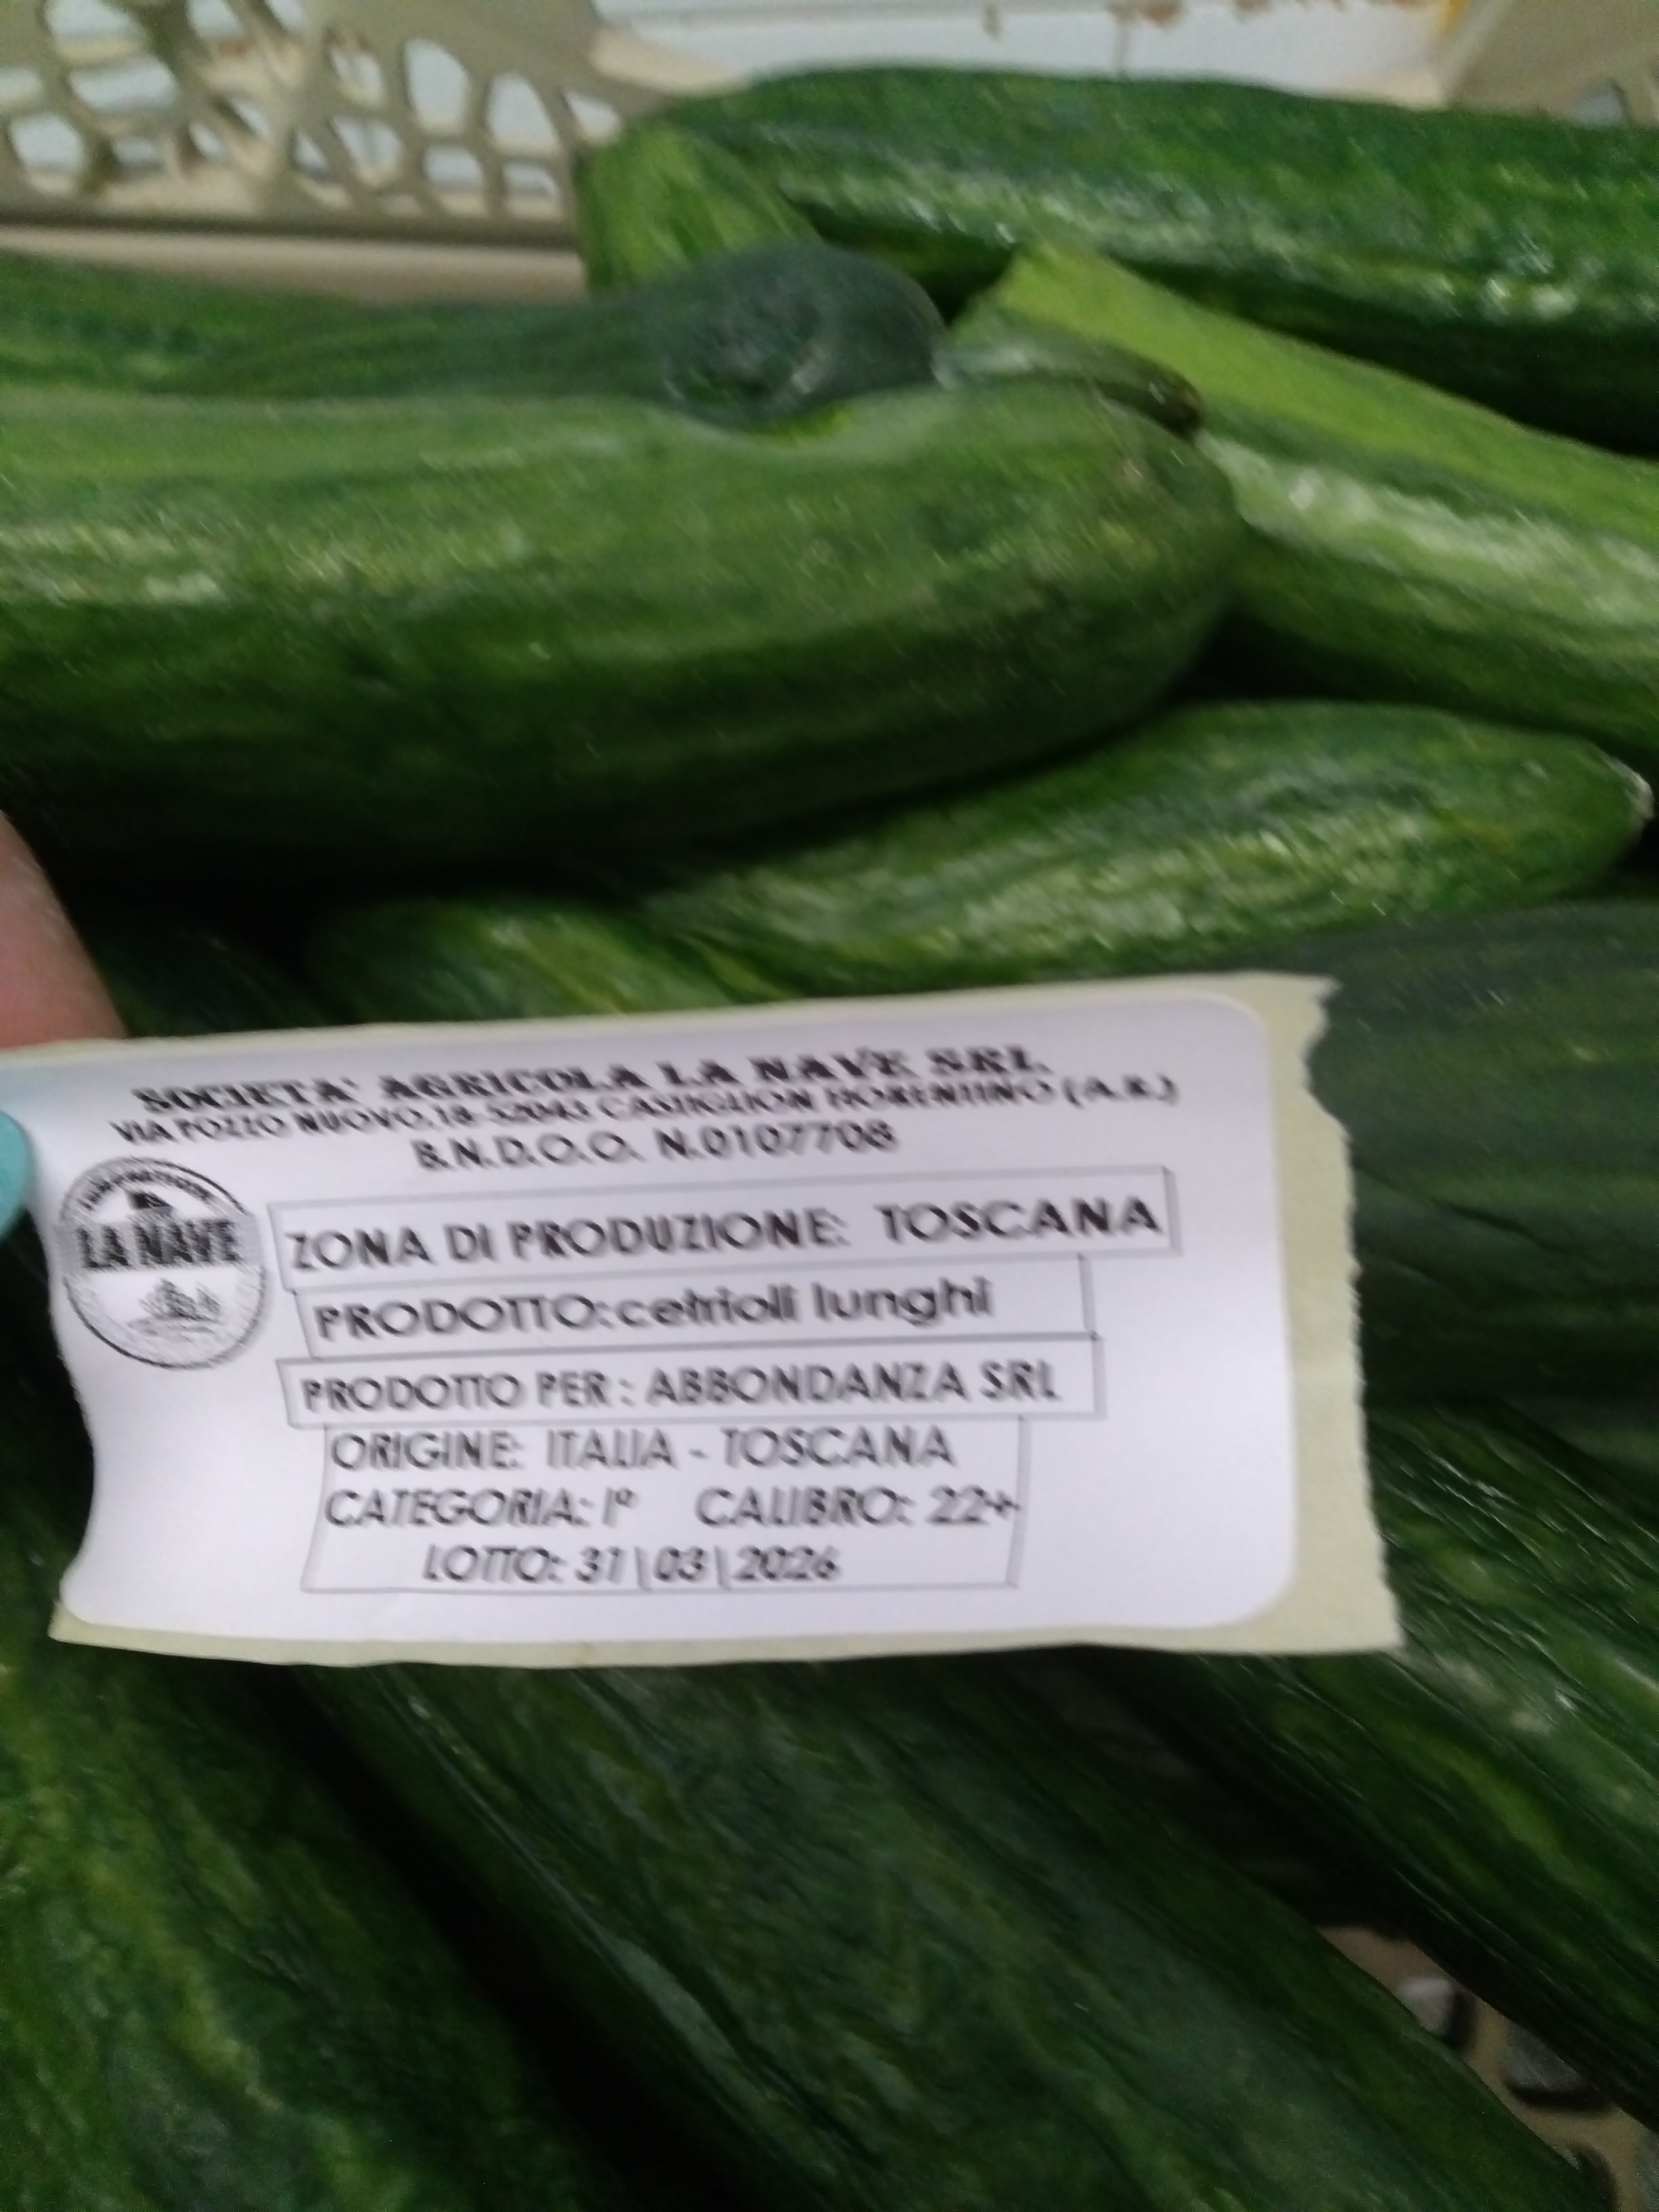 SOCIETA' AGRICOLA LA NAVE SRL
VIA POZZO NUOVO,18-52043 CASTIGLION FIORENTINO (A.R.)
B.N.D.O.O. N.0107708
LA NAVE
ZONA DI PRODUZIONE: TOSCANA
PRODOTTO:cetrioli lunghi
PRODOTTO PER : ABBONDANZA SRL
ORIGINE: ITALIA - TOSCANA
CATEGORIA: I° CALIBRO: 22+
LOTTO: 31|03|2026